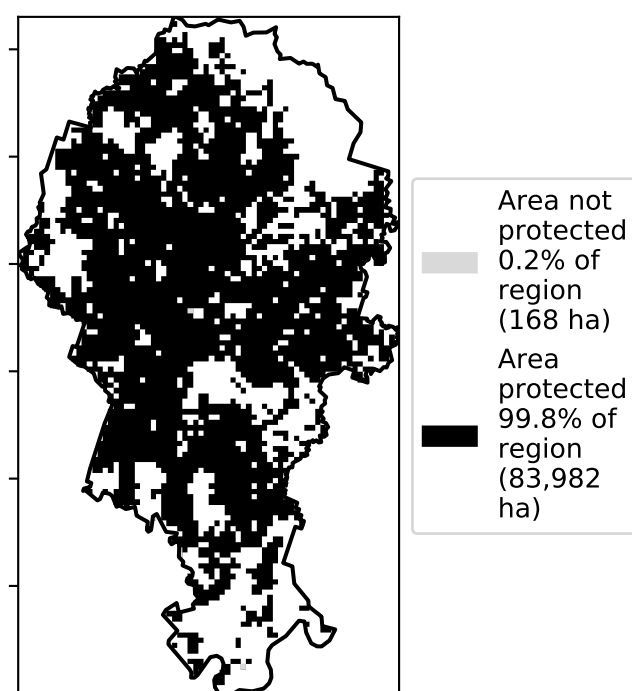 Area not
protected
0.2% of
region
(168 ha)
Area
protected
99.8% of
region
(83,982
ha)